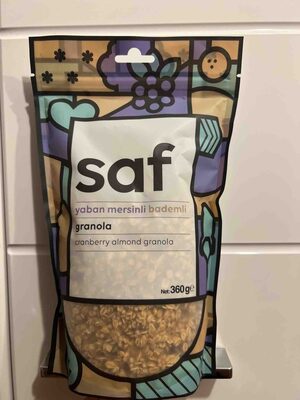 saf
yaban mersinli bademli
granola
cranberry almond granola
Net: 360g e